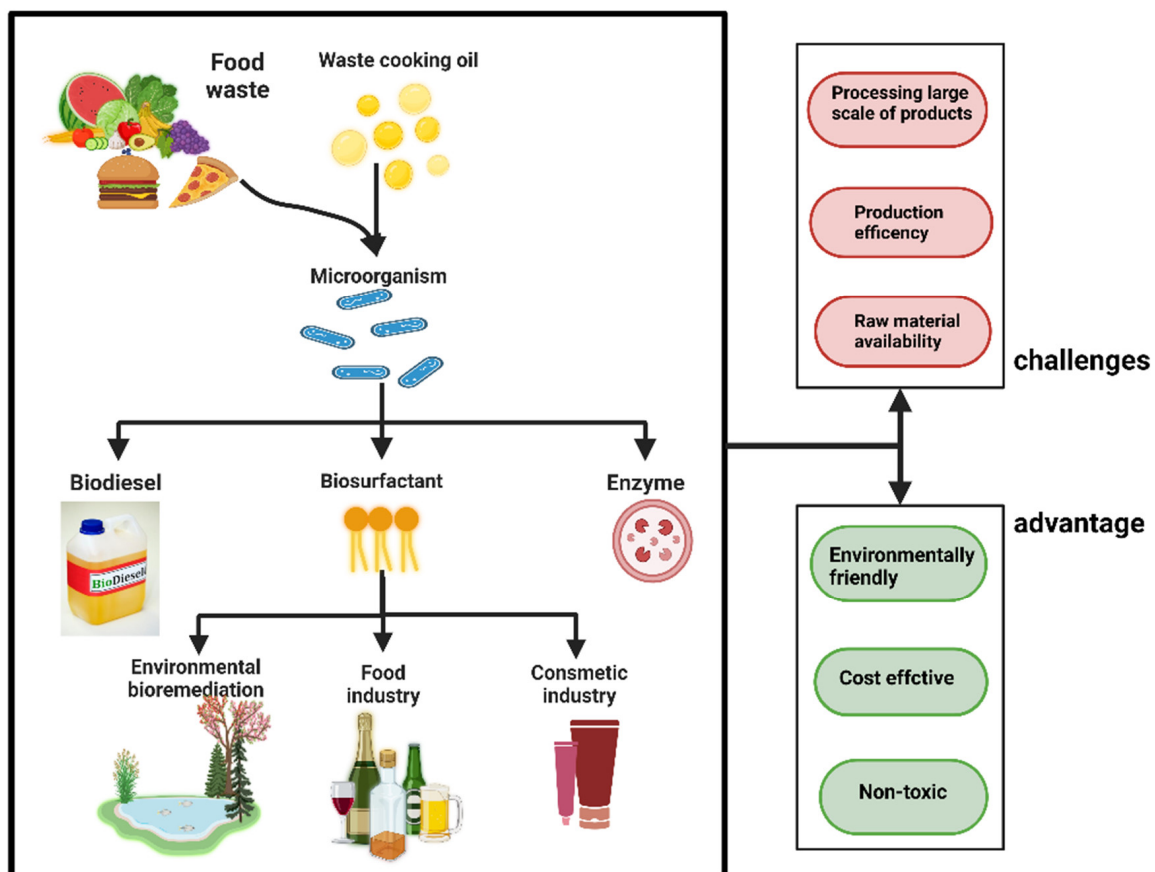 Food
waste
Waste cooking oil
Microorganism
Biodiesel
Biosurfactant
Enzyme
BioDiesel
Environmental
bioremediation
Food
industry
Consmetic
industry
Processing large
scale of products
Production
efficency
Raw material
availability
challenges
advantage
Environmentally
friendly
Cost effctive
Non-toxic